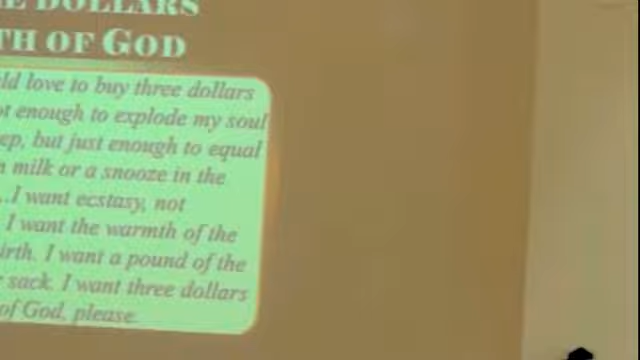 DOLLARS
TH OF GOD
ld love to buy three dollars
ot enough to explode my soul
ep, but just enough to equal
milk or a snooze in the
...I want ecstasy, not
I want the warmth of the
irth. I want a pound of the
sack. I want three dollars
of God, please.